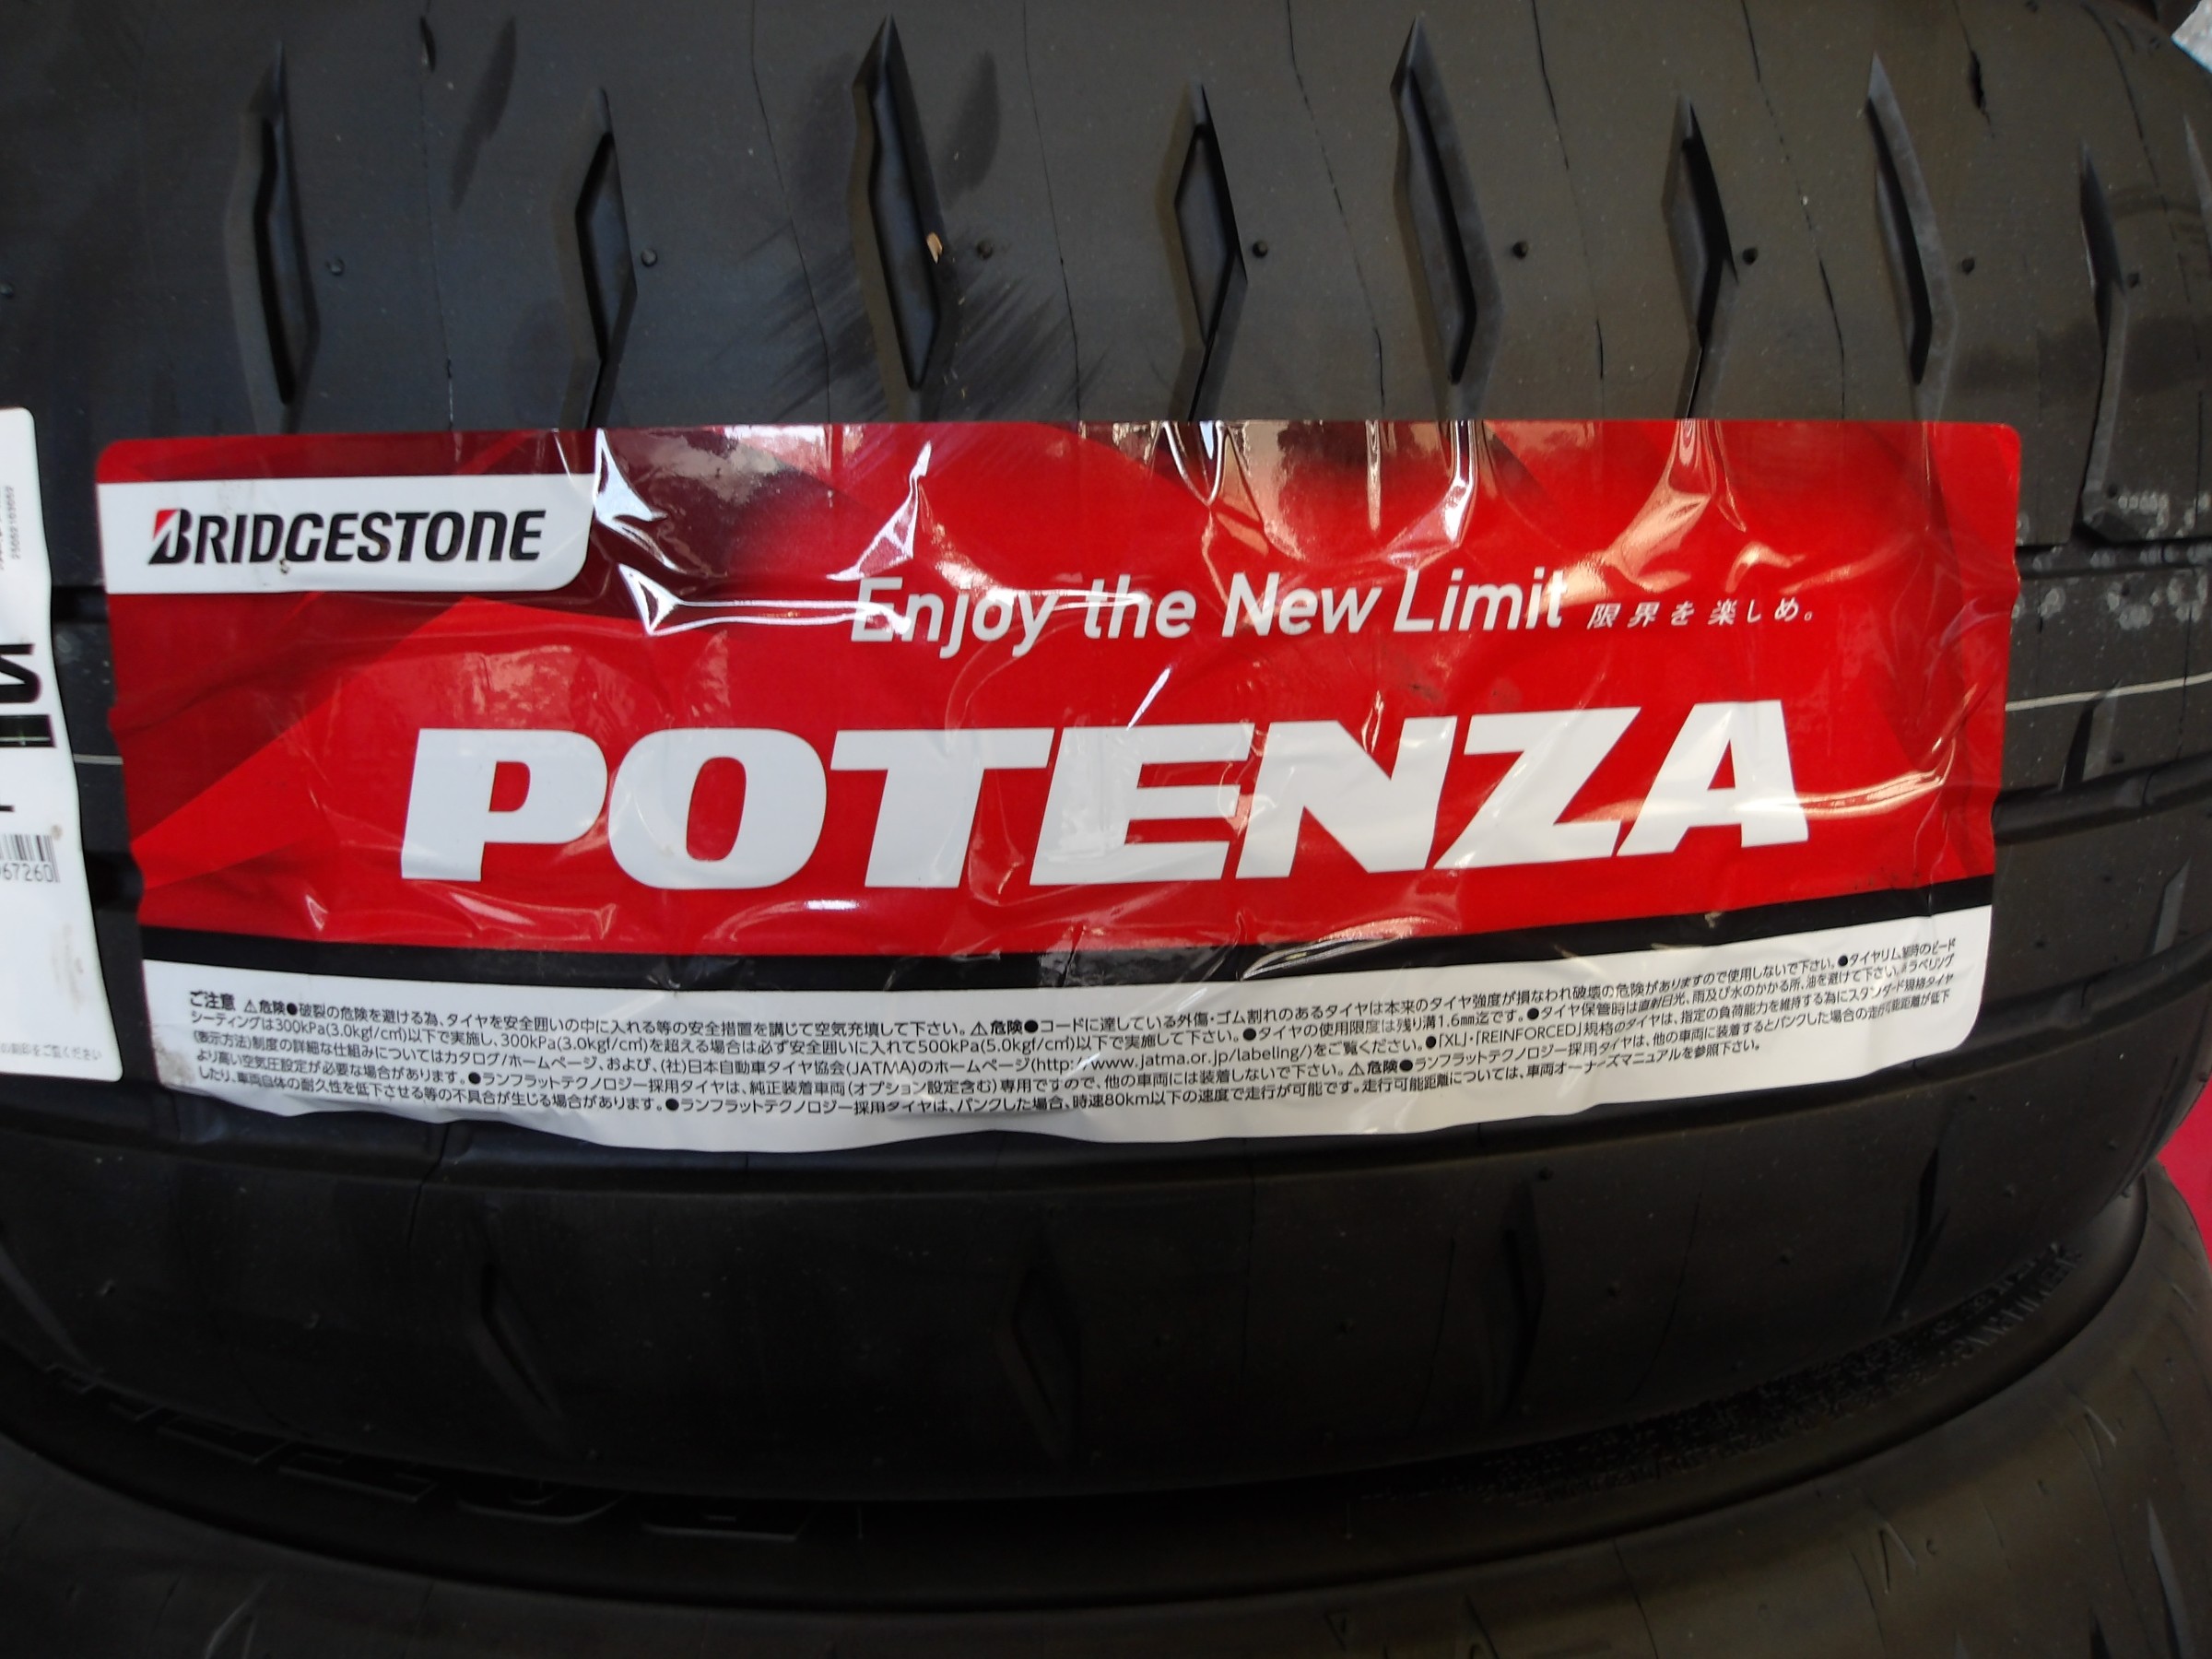 BRIDGESTONE
Enjoy the New Limit 限界を楽しめ。
POTENZA
ご注意 ⚠危険●破裂の危険を避ける為、タイヤを安全囲いの中に入れる等の安全措置を講じて空気充填して下さい。⚠危険●コードに達している外傷・ゴム割れのあるタイヤは本来のタイヤ強度が損なわれ破壊の危険がありますので使用しないで下さい。●タイヤリム組時のビード
シーティングは300kPa(3.0kgf/cm²)以下で実施し、300kPa(3.0kgf/cm²)を超える場合は必ず安全囲いに入れて500kPa(5.0kgf/cm²)以下で実施して下さい。●タイヤの使用限度は残り溝1.6mm迄です。●タイヤ保管時は直射日光、雨及び水のかかる所、油を避けて下さい。●ラベリング
(表示方法)制度の詳細な仕組みについてはカタログ/ホームページ、および、(社)日本自動車タイヤ協会(JATMA)のホームページ(http://www.jatma.or.jp/labeling/)をご覧ください。●「XL」・「REINFORCED」規格のタイヤは、指定の負荷能力を維持する為にスタンダード規格タイヤ
より高い空気圧設定が必要な場合があります。●ランフラットテクノロジー採用タイヤは、純正装着車両(オプション設定含む)専用ですので、他の車両には装着しないで下さい。⚠危険●ランフラットテクノロジー採用タイヤは、他の車両に装着するとパンクした場合の走行可能距離が低下
したり、車両自体の耐久性を低下させる等の不具合が生じる場合があります。●ランフラットテクノロジー採用タイヤは、パンクした場合、時速80km以下の速度で走行が可能です。走行可能距離については、車両オーナーズマニュアルを参照下さい。
67260
の刻印をご覧ください